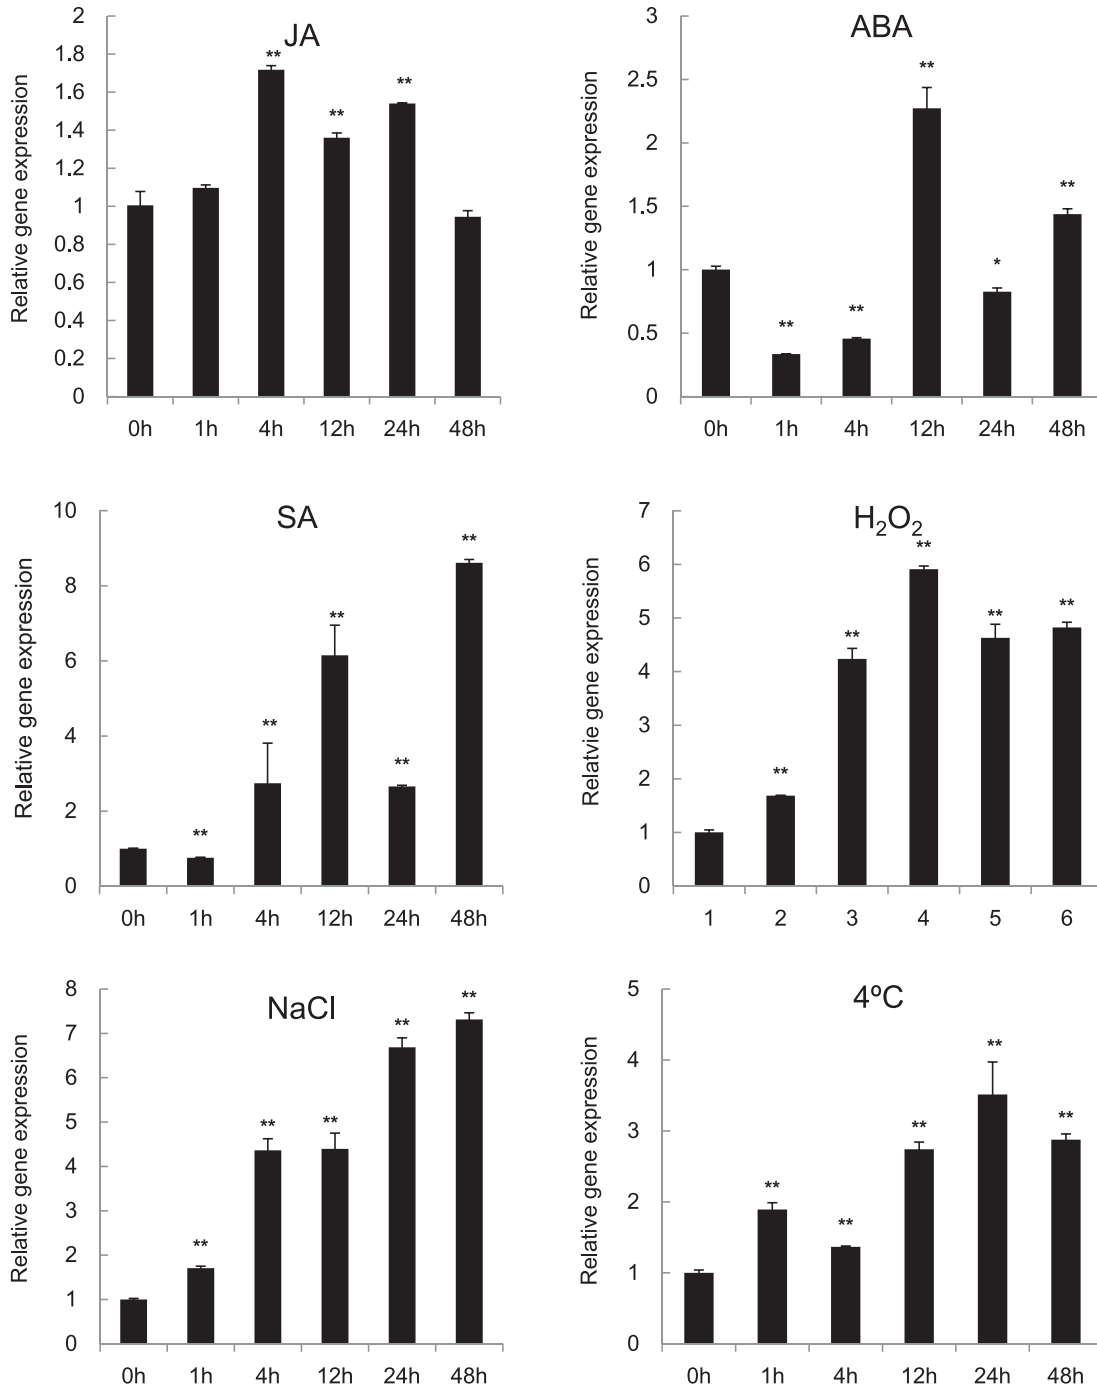 JA
Relative gene expression
2
1.8
1.6
1.4
1.2
1
0.8
0.6
0.4
0.2
0
** ** **
0h 1h 4h 12h 24h 48h
ABA
Relative gene expression
3
2.5
2
1.5
1
0.5
0
** ** ** * **
0h 1h 4h 12h 24h 48h
SA
Relative gene expression
10
8
6
4
2
0
** ** ** ** **
0h 1h 4h 12h 24h 48h
H2O2
Relatvie gene expression
7
6
5
4
3
2
1
0
** ** ** ** **
1 2 3 4 5 6
NaCl
Relative gene expression
8
7
6
5
4
3
2
1
0
** ** ** ** **
0h 1h 4h 12h 24h 48h
4ºC
Relative gene expression
5
4
3
2
1
0
** ** ** ** **
0h 1h 4h 12h 24h 48h